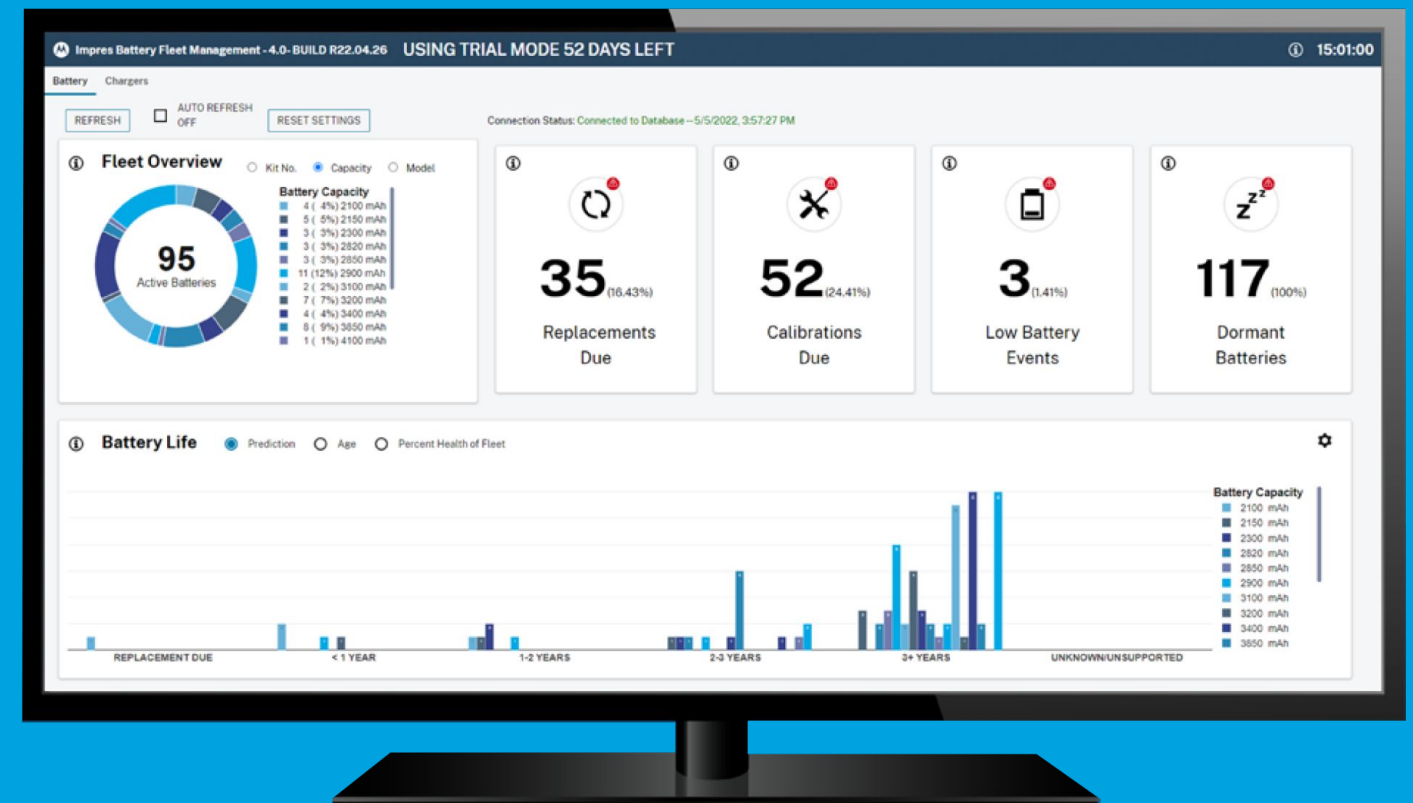 Impres Battery Fleet Management - 4.0- BUILD R22.04.26 USING TRIAL MODE 52 DAYS LEFT 15:01:00
Battery Chargers
REFRESH
AUTO REFRESH
OFF
RESET SETTINGS
Connection Status: Connected to Database -- 5/5/2022, 3:57:27 PM
Fleet Overview Kit No. Capacity Model
95
Active Batteries
Battery Capacity
4 ( 4%) 2100 mAh
5 ( 5%) 2150 mAh
3 ( 3%) 2300 mAh
3 ( 3%) 2820 mAh
3 ( 3%) 2850 mAh
11 (12%) 2900 mAh
2 ( 2%) 3100 mAh
7 ( 7%) 3200 mAh
4 ( 4%) 3400 mAh
( 9%) 3850 mAh
1 ( 1%) 4100 mAh
35 (16.43%)
Replacements
Due
52 (24.41%)
Calibrations
Due
3 (1.41%)
Low Battery
Events
zzz
117 (100%)
Dormant
Batteries
Battery Life Prediction Age Percent Health of Fleet
REPLACEMENT DUE < 1 YEAR 1-2 YEARS 2-3 YEARS 3+ YEARS UNKNOWN/UNSUPPORTED
Battery Capacity
2100 mAh
2150 mAh
2300 mAh
2820 mAh
2850 mAh
2900 mAh
3100 mAh
3200 mAh
3400 mAh
3850 mAh